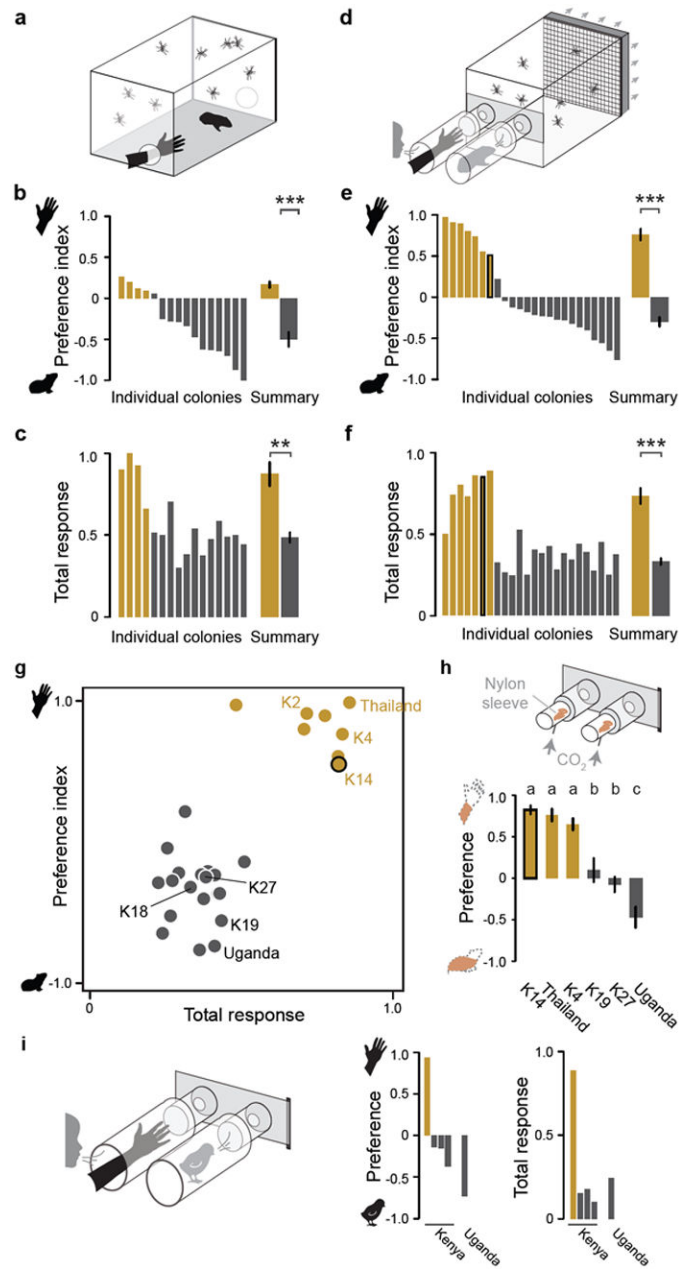 a
d
b
Preference index
1.0
0.5
0
-0.5
-1.0
***
Individual colonies
Summary
e
Preference index
1.0
0.5
0
-0.5
-1.0
***
Individual colonies
Summary
c
Total response
1.0
0.5
0
**
Individual colonies
Summary
f
Total response
1.0
0.5
0
***
Individual colonies
Summary
g
Preference index
1.0
-1.0
K2
Thailand
K4
K14
K27
K18
K19
Uganda
0
1.0
Total response
h
Nylon
sleeve
CO2
Preference
1.0
0.5
0
-0.5
-1.0
a a a b b c
K14
Thailand
K4
K19
K27
Uganda
i
Preference
1.0
0.5
0
-0.5
-1.0
Kenya
Uganda
Total response
1.0
0.5
0
Kenya
Uganda